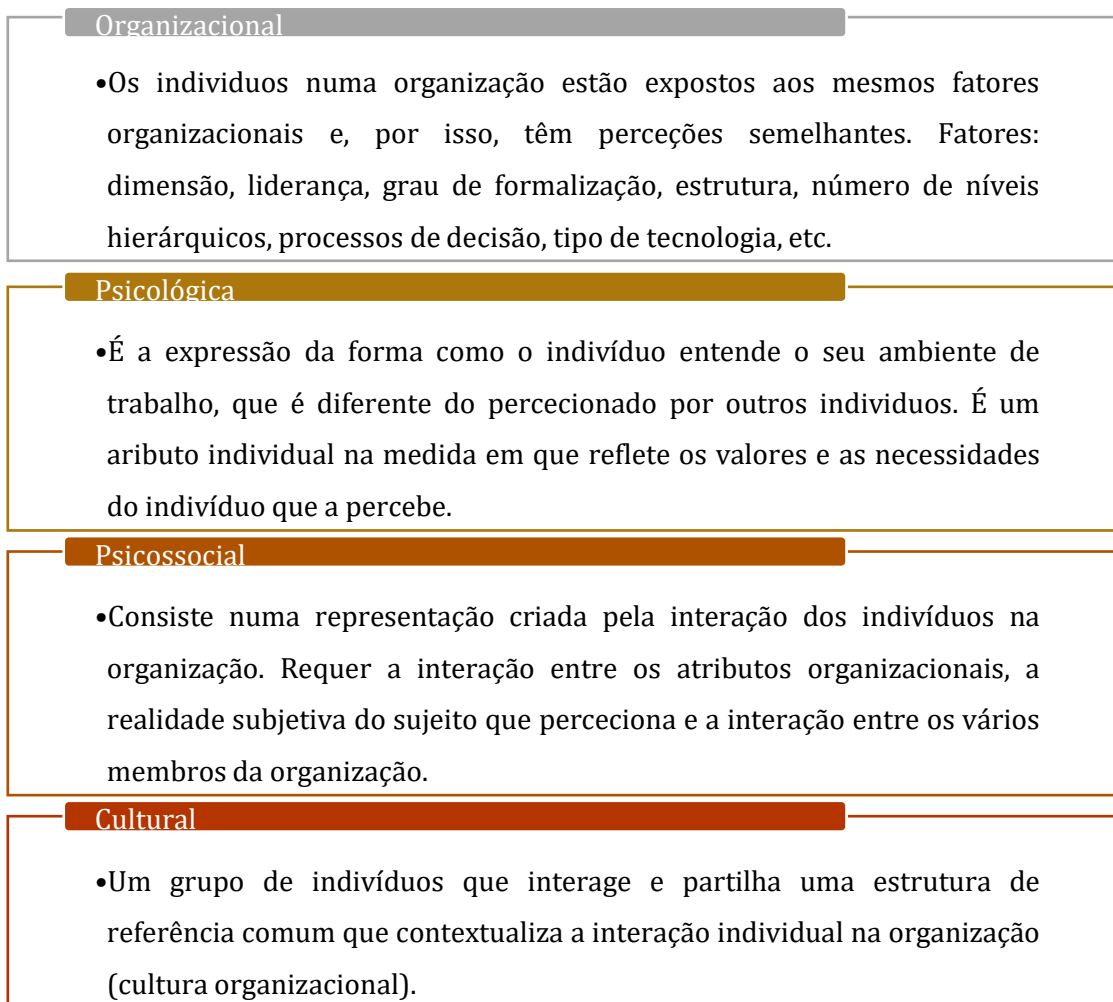 Organizacional
•Os individuos numa organização estão expostos aos mesmos fatores
organizacionais e, por isso, têm perceções semelhantes. Fatores:
dimensão, liderança, grau de formalização, estrutura, número de níveis
hierárquicos, processos de decisão, tipo de tecnologia, etc.
Psicológica
•É a expressão da forma como o indivíduo entende o seu ambiente de
trabalho, que é diferente do percecionado por outros individuos. É um
aributo individual na medida em que reflete os valores e as necessidades
do indivíduo que a percebe.
Psicossocial
•Consiste numa representação criada pela interação dos indivíduos na
organização. Requer a interação entre os atributos organizacionais, a
realidade subjetiva do sujeito que perceciona e a interação entre os vários
membros da organização.
Cultural
•Um grupo de indivíduos que interage e partilha uma estrutura de
referência comum que contextualiza a interação individual na organização
(cultura organizacional).